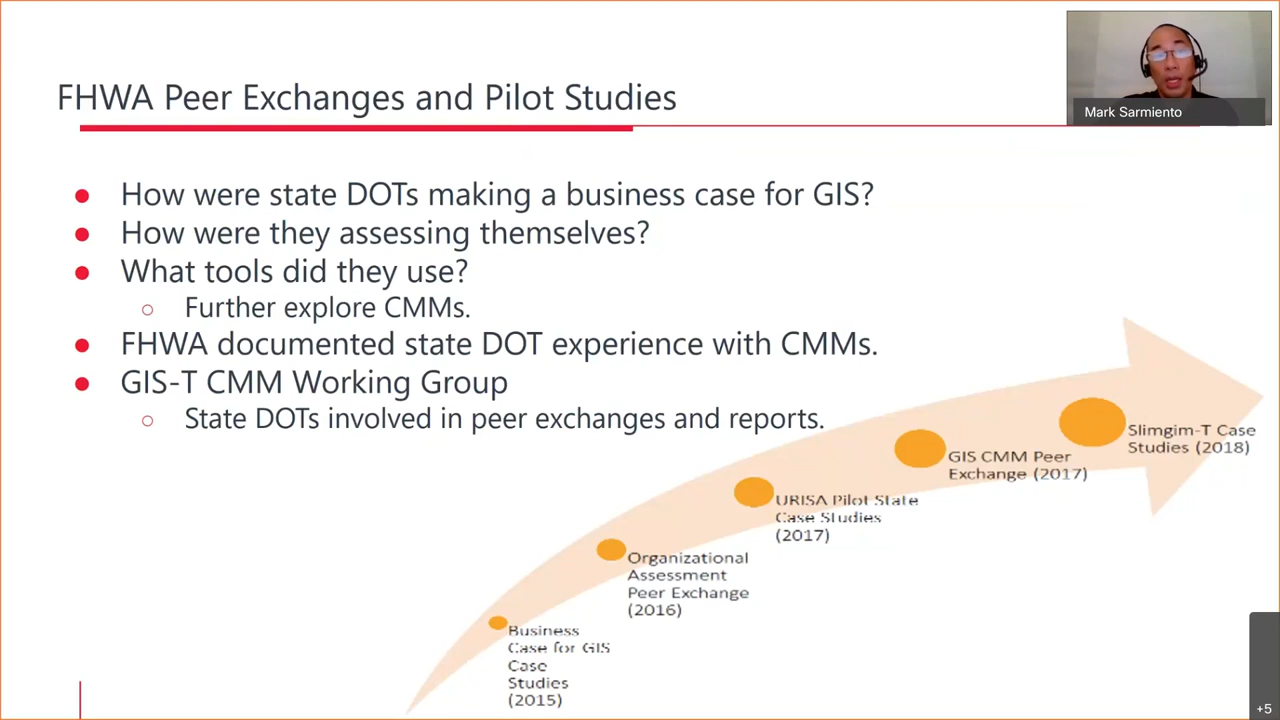 FHWA Peer Exchanges and Pilot Studies
Mark Sarmiento
How were state DOTs making a business case for GIS?
How were they assessing themselves?
What tools did they use?
Further explore CMMs.
FHWA documented state DOT experience with CMMs.
GIS-T CMM Working Group
State DOTs involved in peer exchanges and reports.
Slimgim-T Case
Studies (2018)
GIS CMM Peer
Exchange (2017)
URISA Pilot State
Case Studies
(2017)
Organizational
Assessment
Peer Exchange
(2016)
Business
Case for GIS
Case
Studies
(2015)
+5